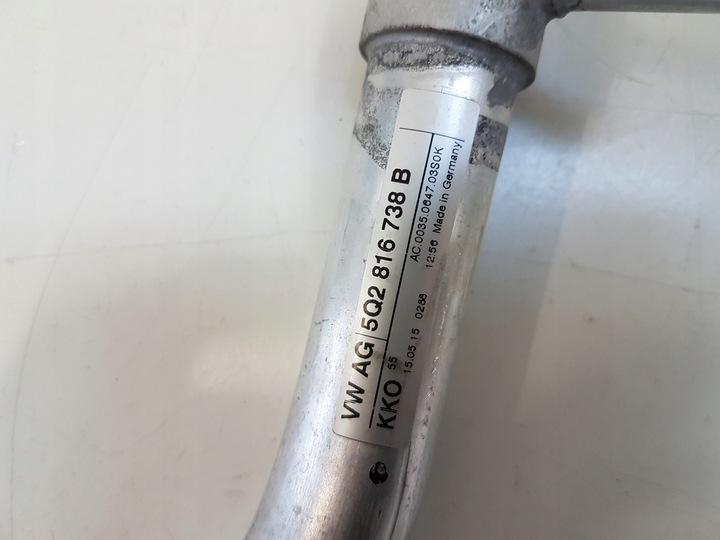 VW AG 5Q2 816 738 B
KKO 55 AC.0035.0647.03S0K
15.05.15 0288 12:56 Made in Germany